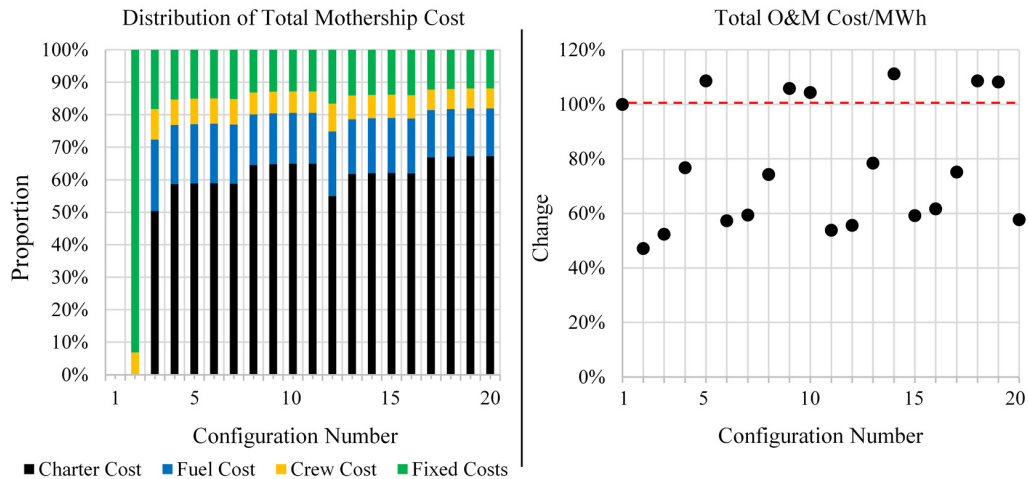 Distribution of Total Mothership Cost
100%
90%
80%
70%
60%
50%
40%
30%
20%
10%
0%
Proportion
1 5 10 15 20
Configuration Number
Charter Cost Fuel Cost Crew Cost Fixed Costs
Total O&M Cost/MWh
120%
100%
80%
60%
40%
20%
0%
Change
1 5 10 15 20
Configuration Number